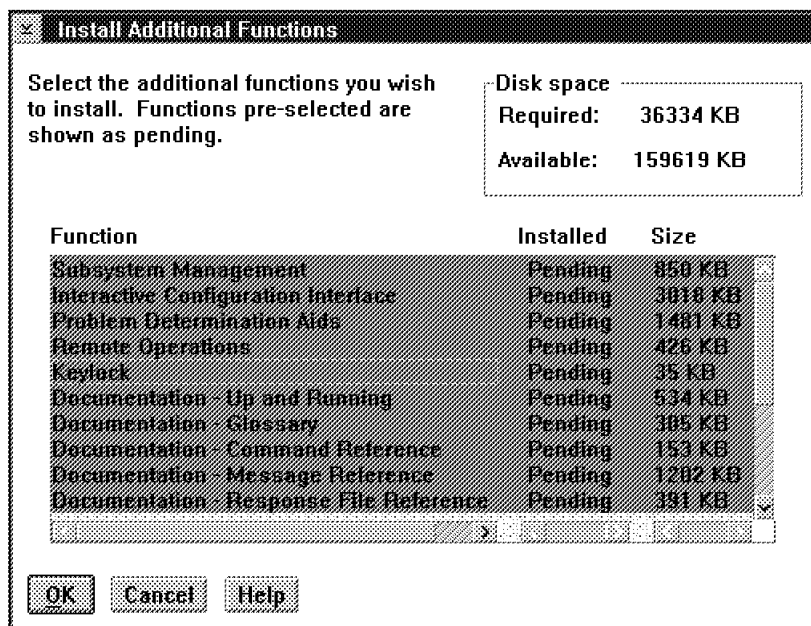 Install Additional Functions
Select the additional functions you wish
to install. Functions pre-selected are
shown as pending.
Disk space
Required: 36334 KB
Available: 159619 KB
Function Installed Size
Subsystem Management Pending 850 KB
Interactive Configuration Interface Pending 3018 KB
Problem Determination Aids Pending 1481 KB
Remote Operations Pending 426 KB
Keylock Pending 35 KB
Documentation - Up and Running Pending 534 KB
Documentation - Glossary Pending 305 KB
Documentation - Command Reference Pending 153 KB
Documentation - Message Reference Pending 1202 KB
Documentation - Response File Reference Pending 391 KB
OK Cancel Help